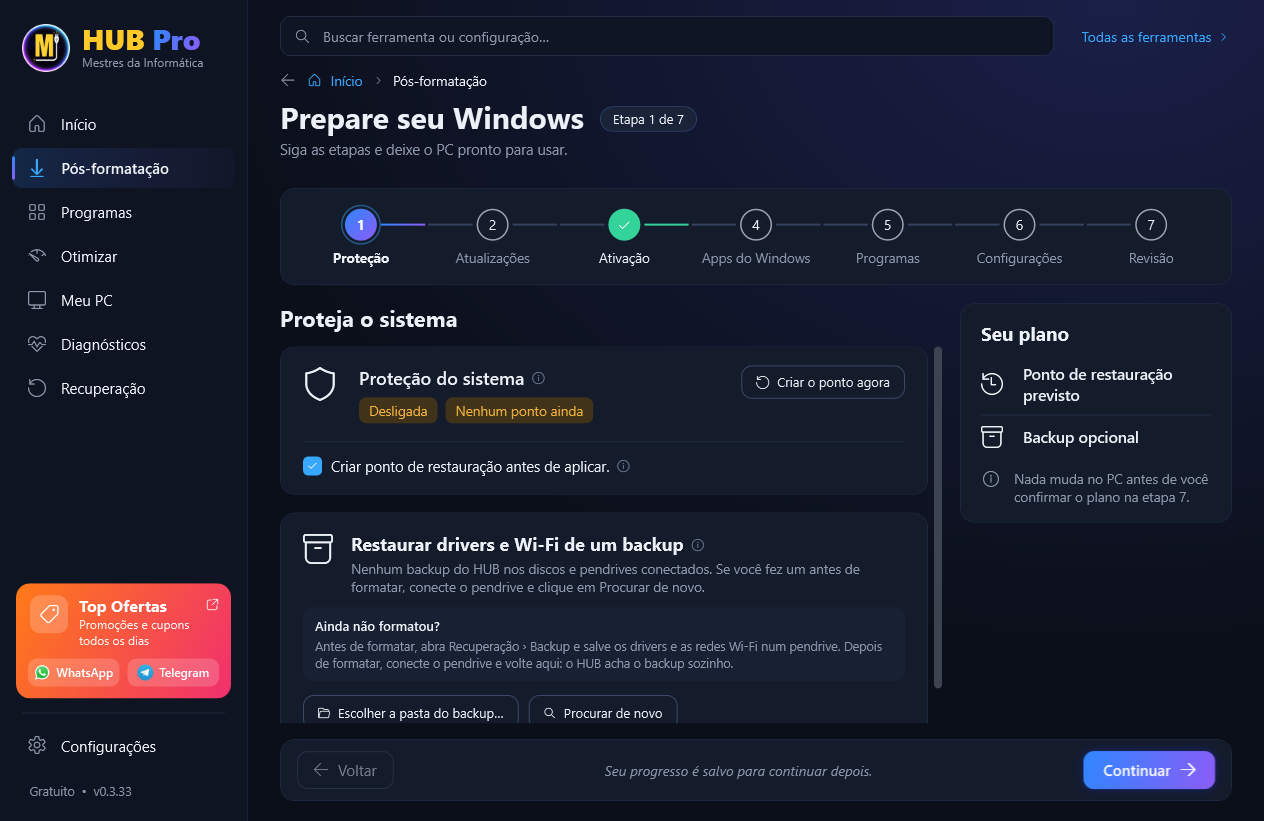 HUB Pro
Mestres da Informática
Início
Pós-formatação
Programas
Otimizar
Meu PC
Diagnósticos
Recuperação
Top Ofertas
Promoções e cupons
todos os dias
WhatsApp
Telegram
Configurações
Gratuito • v0.3.33
Buscar ferramenta ou configuração...
Todas as ferramentas
Início > Pós-formatação
Prepare seu Windows
Etapa 1 de 7
Siga as etapas e deixe o PC pronto para usar.
1
2
4
5
6
7
Proteção
Atualizações
Ativação
Apps do Windows
Programas
Configurações
Revisão
Proteja o sistema
Proteção do sistema
Criar o ponto agora
Desligada
Nenhum ponto ainda
Criar ponto de restauração antes de aplicar.
Restaurar drivers e Wi-Fi de um backup
Nenhum backup do HUB nos discos e pendrives conectados. Se você fez um antes de
formatar, conecte o pendrive e clique em Procurar de novo.
Ainda não formatou?
Antes de formatar, abra Recuperação › Backup e salve os drivers e as redes Wi-Fi num pendrive. Depois
de formatar, conecte o pendrive e volte aqui: o HUB acha o backup sozinho.
Escolher a pasta do backup...
Procurar de novo
Seu plano
Ponto de restauração
previsto
Backup opcional
Nada muda no PC antes de você
confirmar o plano na etapa 7.
Voltar
Seu progresso é salvo para continuar depois.
Continuar